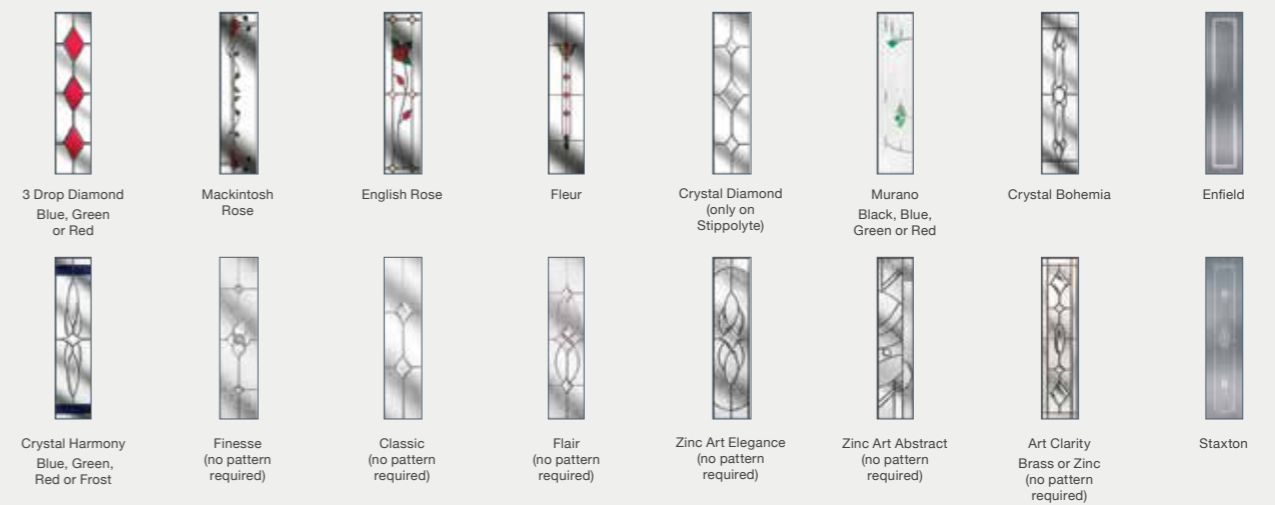 3 Drop Diamond
Blue, Green
or Red
Mackintosh
Rose
English Rose
Fleur
Crystal Diamond
(only on
Stippolyte)
Murano
Black, Blue,
Green or Red
Crystal Bohemia
Enfield
Crystal Harmony
Blue, Green,
Red or Frost
Finesse
(no pattern
required)
Classic
(no pattern
required)
Flair
(no pattern
required)
Zinc Art Elegance
(no pattern
required)
Zinc Art Abstract
(no pattern
required)
Art Clarity
Brass or Zinc
(no pattern
required)
Staxton